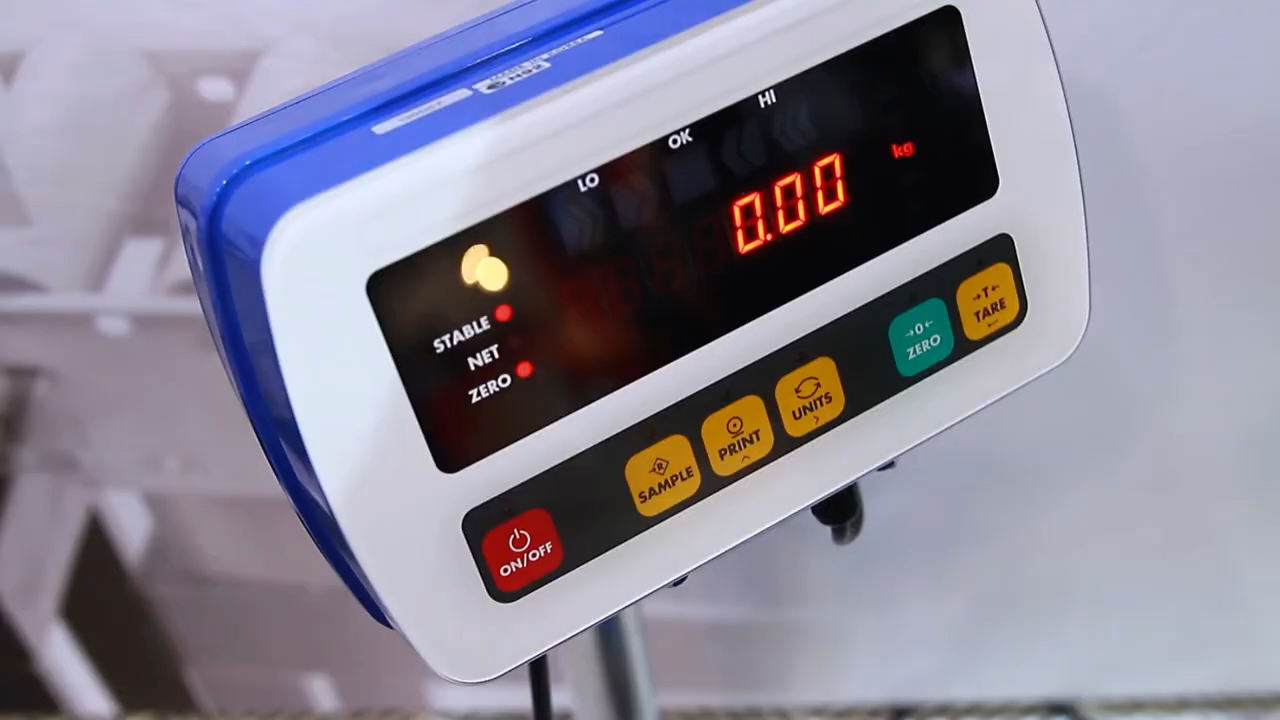 LO
OK
HI
0.00
kg
STABLE
NET
ZERO
ON/OFF
R
SAMPLE
PRINT
UNITS
→0←
ZERO
→T←
TARE